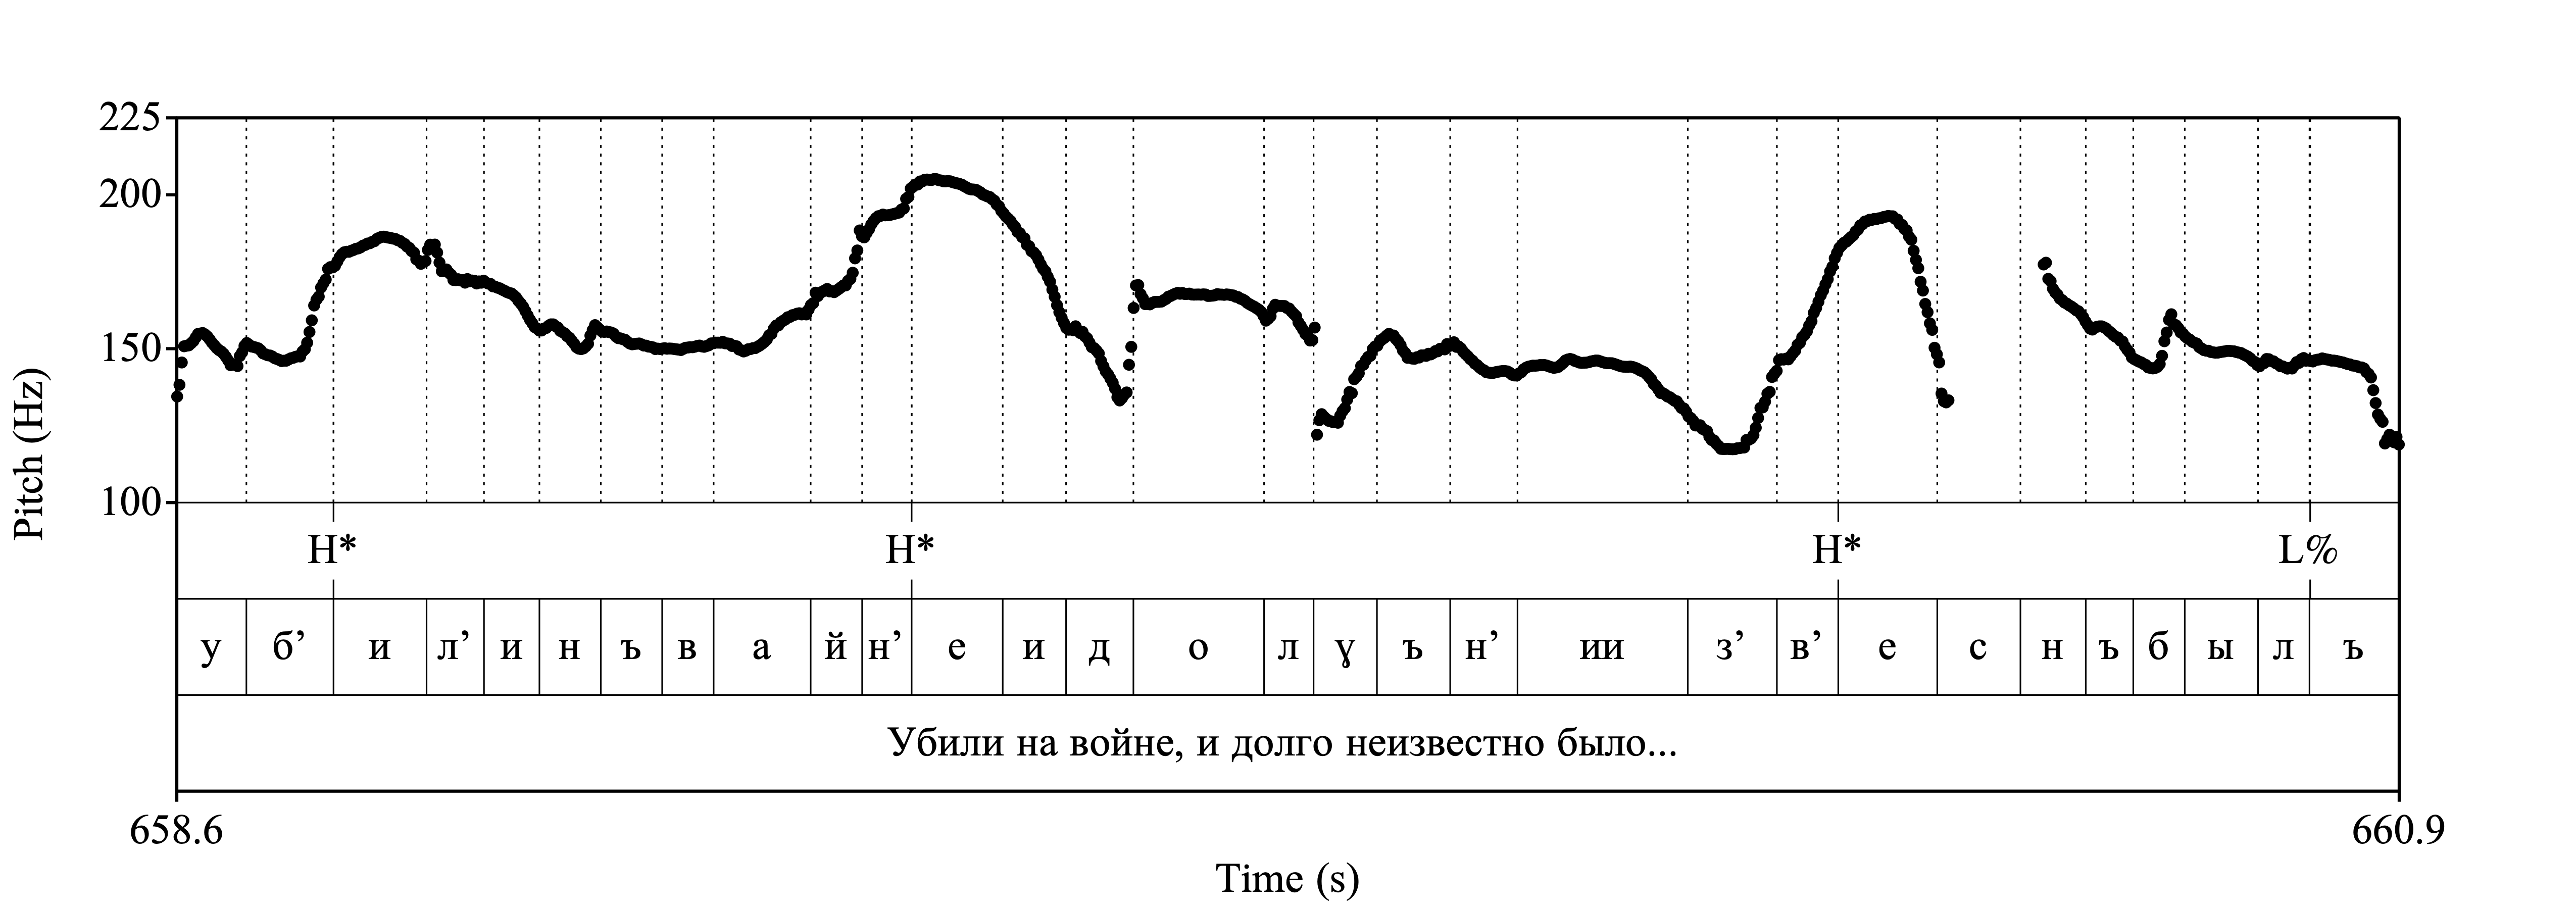 225
200
150
100
Pitch (Hz)
H* H* H* L%
у б’ и л’ и н ъ в а й н’ е и д о л ɣ ъ н’ ии з’ в’ е с н ъ б ы л ъ
Убили на войне, и долго неизвестно было...
658.6 660.9
Time (s)